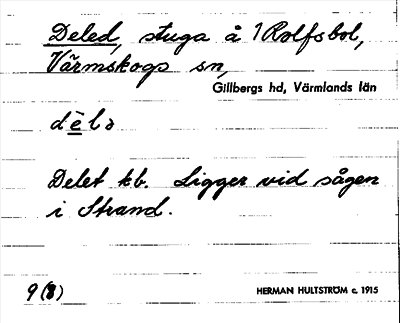 Deled, stuga å 1 Rolfsbol,
Värmskogs sn,
Gillbergs hd, Värmlands län
dèlə
Delet kb. Ligger vid sågen
i Strand.
9(8)
HERMAN HULTSTRÖM c. 1915